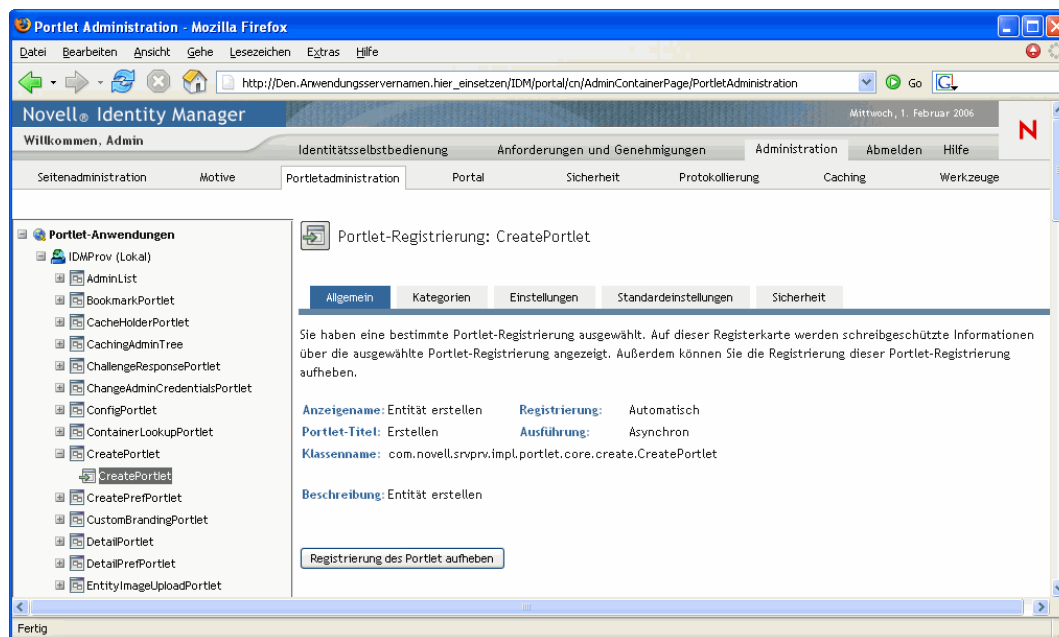 Portlet Administration - Mozilla Firefox
Datei Bearbeiten Ansicht Gehe Lesezeichen Extras Hilfe
http://Den.Anwendungsservernamen.hier_einsetzen/IDM/portal/cn/AdminContainerPage/PortletAdministration Go G
Novell® Identity Manager Mittwoch, 1. Februar 2006 N
Willkommen, Admin
Identitätsselbstbedienung Anforderungen und Genehmigungen Administration Abmelden Hilfe
Seitenadministration Motive Portletadministration Portal Sicherheit Protokollierung Caching Werkzeuge
Portlet-Anwendungen
IDMProv (Lokal)
AdminList
BookmarkPortlet
CacheHolderPortlet
CachingAdminTree
ChallengeResponsePortlet
ChangeAdminCredentialsPortlet
ConfigPortlet
ContainerLookupPortlet
CreatePortlet
CreatePortlet
CreatePrefPortlet
CustomBrandingPortlet
DetailPortlet
DetailPrefPortlet
EntityImageUploadPortlet
Portlet-Registrierung: CreatePortlet
Allgemein Kategorien Einstellungen Standardeinstellungen Sicherheit
Sie haben eine bestimmte Portlet-Registrierung ausgewählt. Auf dieser Registerkarte werden schreibgeschützte Informationen
über die ausgewählte Portlet-Registrierung angezeigt. Außerdem können Sie die Registrierung dieser Portlet-Registrierung
aufheben.
Anzeigename: Entität erstellen Registrierung: Automatisch
Portlet-Titel: Erstellen Ausführung: Asynchron
Klassenname: com.novell.srvprv.impl.portlet.core.create.CreatePortlet
Beschreibung: Entität erstellen
Registrierung des Portlet aufheben
Fertig